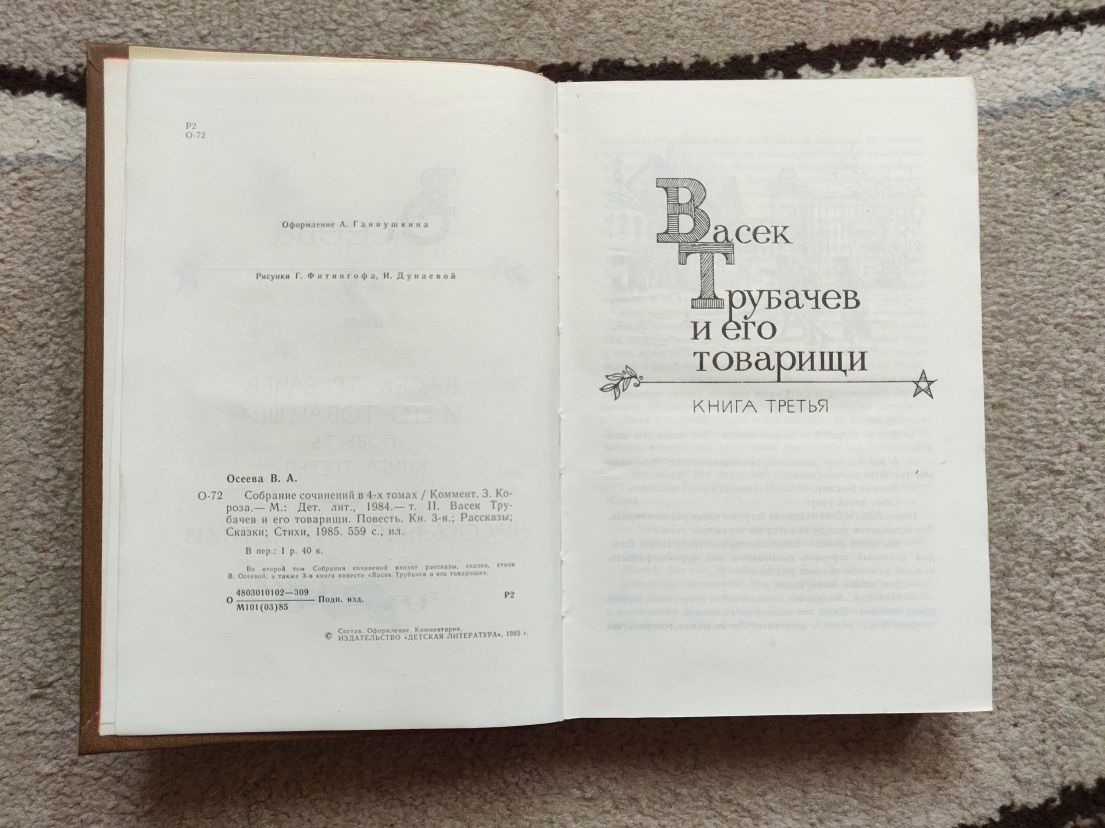 Р2
О-72
Оформление А. Ганнушкина
Рисунки Г. Фитингофа, И. Дунаевой
Осеева В. А.
О-72 Собрание сочинений в 4-х томах / Коммент. З. Ко-
роза.— М.: Дет. лит., 1984.— т. II. Васек Тру-
бачев и его товарищи. Повесть. Кн. 3-я.; Рассказы;
Сказки; Стихи, 1985. 559 с., ил.
В пер.: 1 р. 40 к.
Во второй том Собрания сочинений входят рассказы, сказки, стихи
В. Осеевой, а также 3-я книга повести «Васек Трубачев и его товарищи».
О 4803010102—309 Подп. изд. Р2
М101(03)85
Состав. Оформление. Комментарии.
© ИЗДАТЕЛЬСТВО «ДЕТСКАЯ ЛИТЕРАТУРА», 1985 г.
Васек
Трубачев
и его
товарищи
КНИГА ТРЕТЬЯ